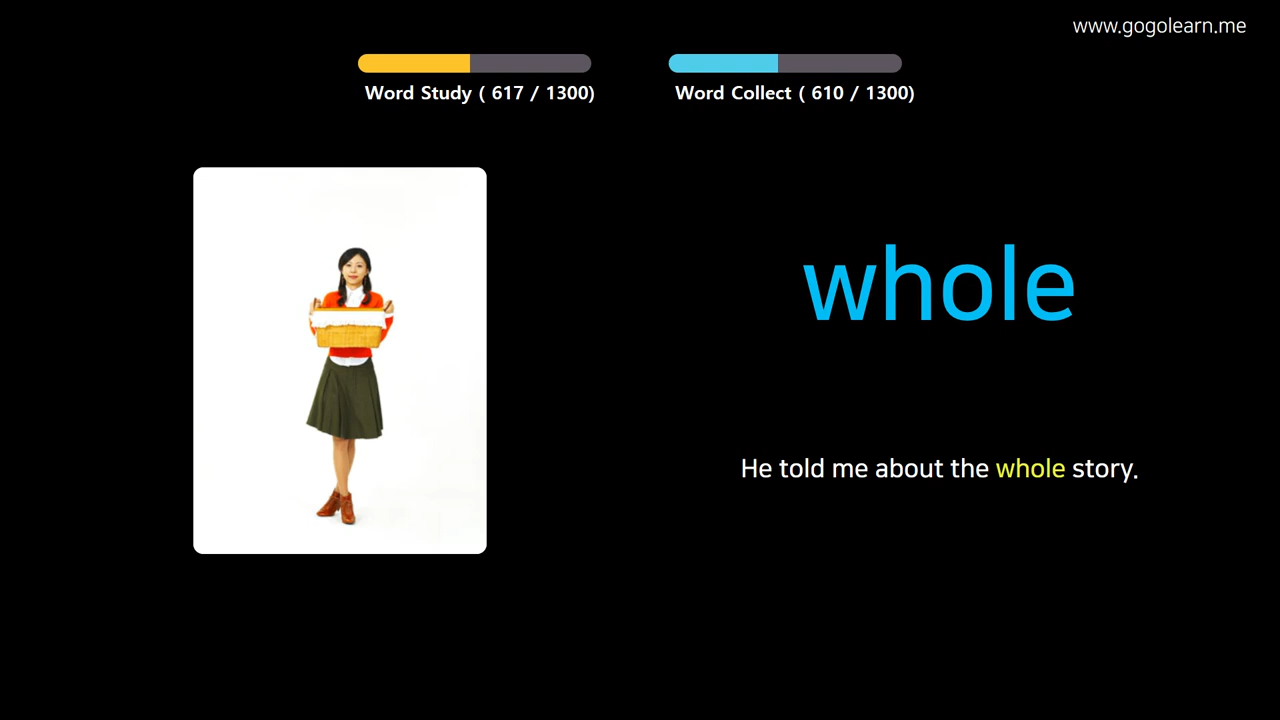 www.gogolearn.me
Word Study ( 617 / 1300)
Word Collect ( 610 / 1300)
whole
He told me about the whole story.